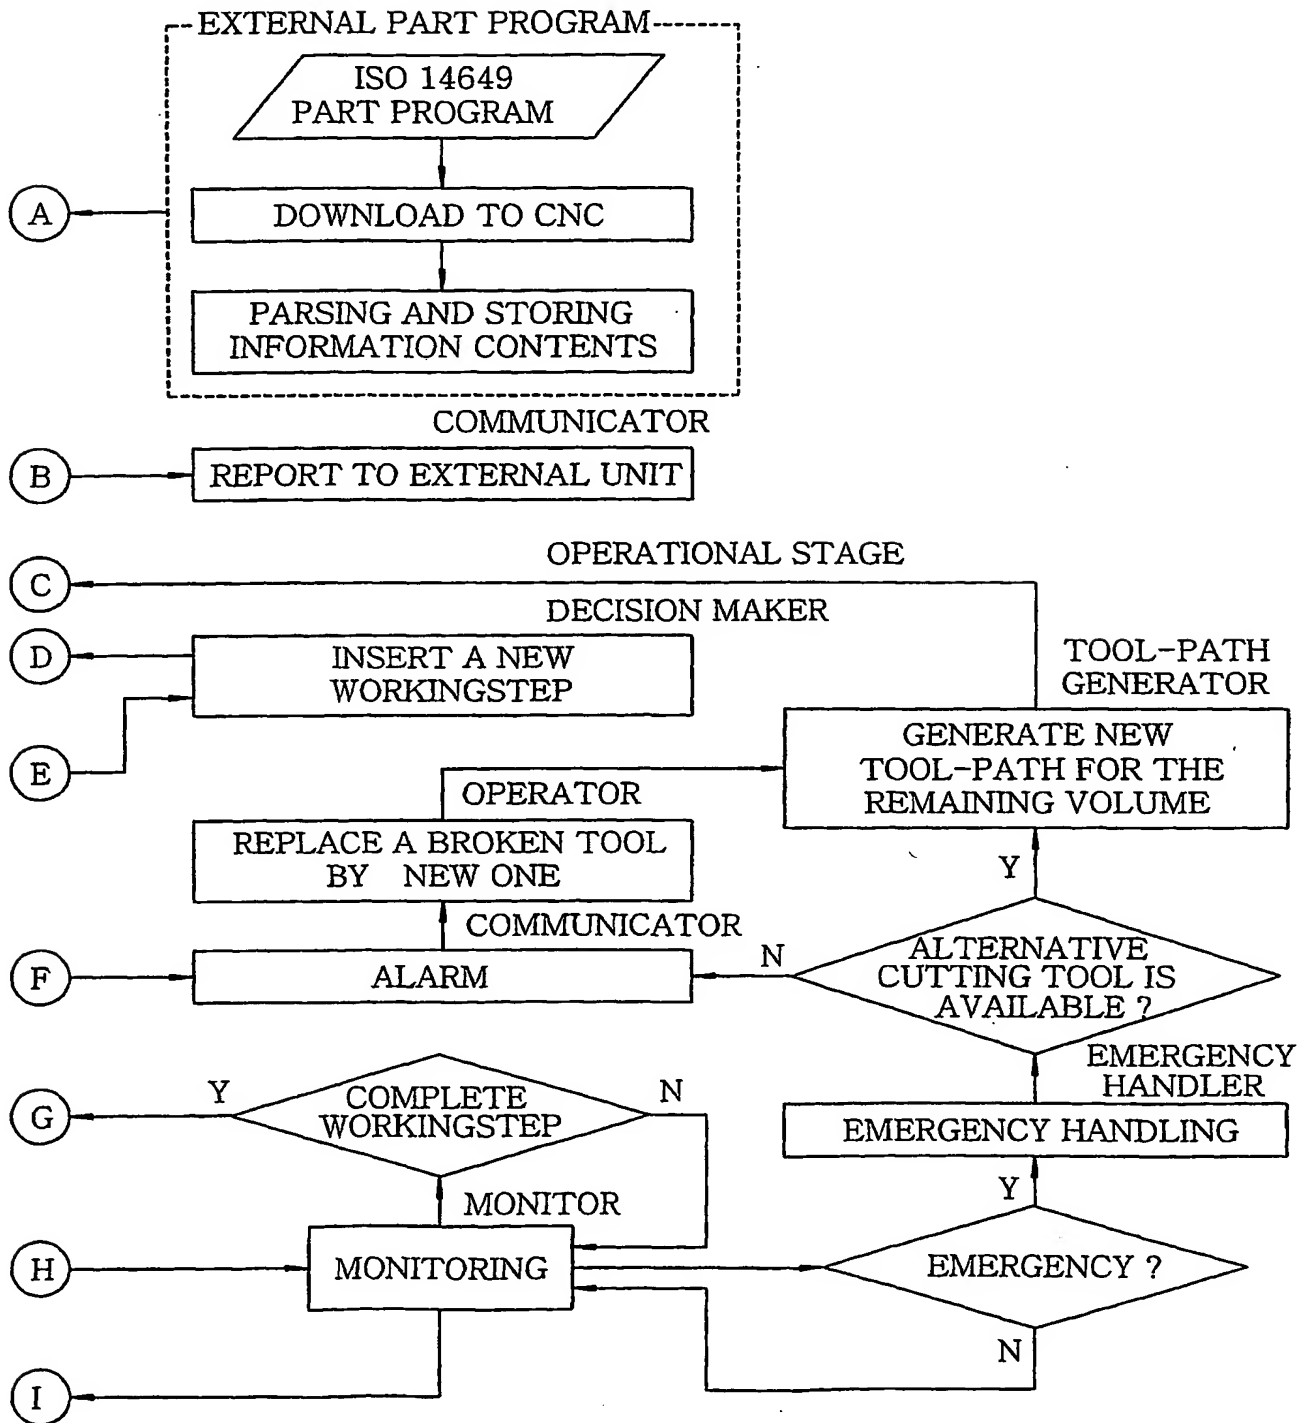 EXTERNAL PART PROGRAM
ISO 14649
PART PROGRAM
A
DOWNLOAD TO CNC
PARSING AND STORING
INFORMATION CONTENTS
COMMUNICATOR
B
REPORT TO EXTERNAL UNIT
OPERATIONAL STAGE
C
DECISION MAKER
D
INSERT A NEW
WORKINGSTEP
E
TOOL-PATH
GENERATOR
GENERATE NEW
TOOL-PATH FOR THE
REMAINING VOLUME
OPERATOR
REPLACE A BROKEN TOOL
BY NEW ONE
Y
COMMUNICATOR
F
ALARM
N
ALTERNATIVE
CUTTING TOOL IS
AVAILABLE ?
EMERGENCY
HANDLER
G
Y
COMPLETE
WORKINGSTEP
N
EMERGENCY HANDLING
Y
MONITOR
H
MONITORING
EMERGENCY ?
N
I